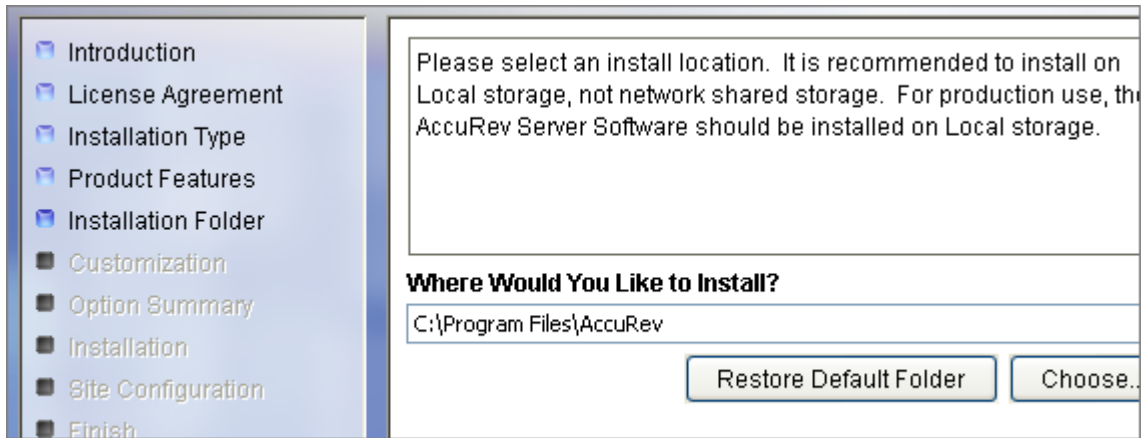 Introduction
License Agreement
Installation Type
Product Features
Installation Folder
Customization
Option Summary
Installation
Site Configuration
Finish
Please select an install location. It is recommended to install on
Local storage, not network shared storage. For production use, the
AccuRev Server Software should be installed on Local storage.
Where Would You Like to Install?
C:\Program Files\AccuRev
Restore Default Folder
Choose..